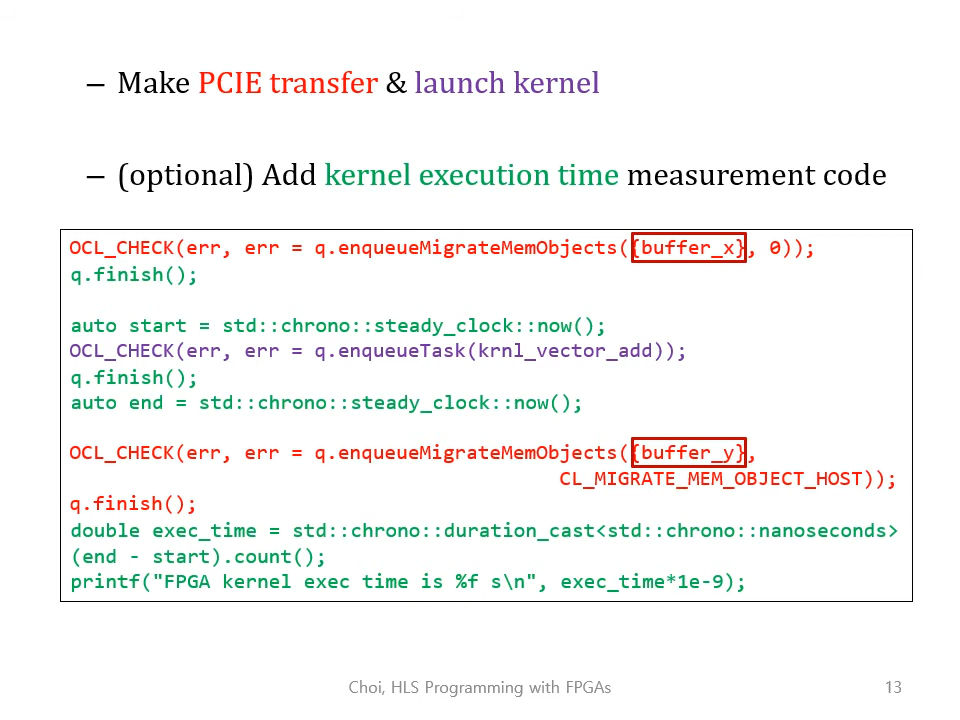 – Make PCIE transfer & launch kernel
– (optional) Add kernel execution time measurement code
OCL_CHECK(err, err = q.enqueueMigrateMemObjects({buffer_x}, 0));
q.finish();
auto start = std::chrono::steady_clock::now();
OCL_CHECK(err, err = q.enqueueTask(krnl_vector_add));
q.finish();
auto end = std::chrono::steady_clock::now();
OCL_CHECK(err, err = q.enqueueMigrateMemObjects({buffer_y},
CL_MIGRATE_MEM_OBJECT_HOST));
q.finish();
double exec_time = std::chrono::duration_cast<std::chrono::nanoseconds>
(end - start).count();
printf("FPGA kernel exec time is %f s\n", exec_time*1e-9);
Choi, HLS Programming with FPGAs
13